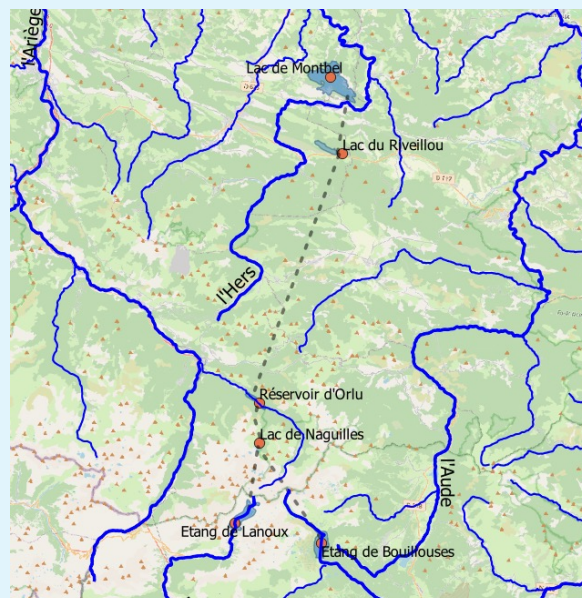 l'Ariège
Lac de Montbel
Lac du Riveillou
l'Hers
Réservoir d'Orlu
Lac de Naguilles
l'Aude
Etang de Lanoux
Etang de Bouillouses